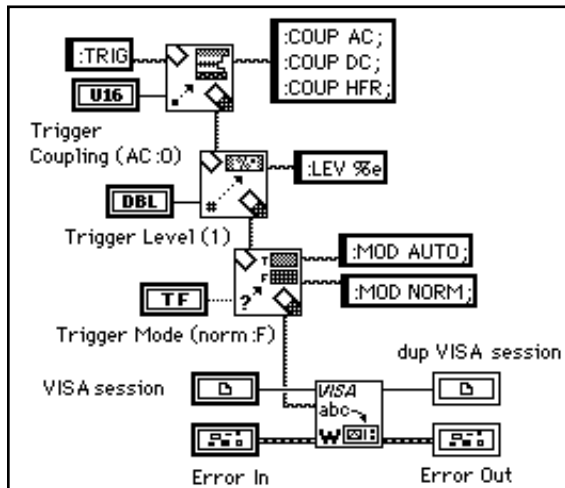 :TRIG
:COUP AC;
:COUP DC;
:COUP HFR;
U16
Trigger
Coupling (AC:0)
:LEV %e
DBL
#
Trigger Level (1)
T
F
:MOD AUTO;
:MOD NORM;
TF
?
Trigger Mode (norm:F)
dup VISA session
VISA session
VISA
abc
W
Error In
Error Out